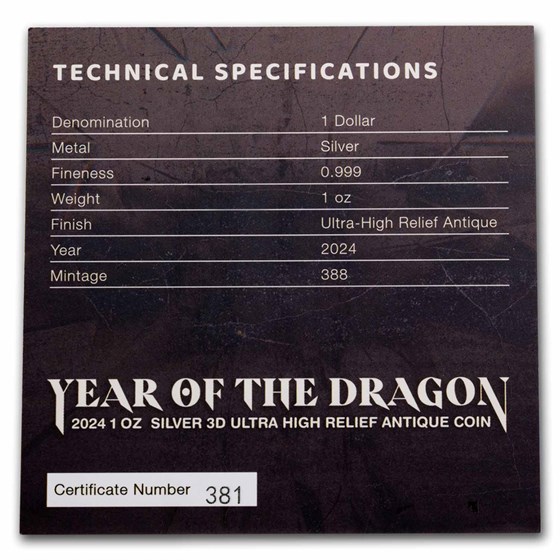 TECHNICAL SPECIFICATIONS
Denomination 1 Dollar
Metal Silver
Fineness 0.999
Weight 1 oz
Finish Ultra-High Relief Antique
Year 2024
Mintage 388
YEAR OF THE DRAGON
2024 1 OZ SILVER 3D ULTRA HIGH RELIEF ANTIQUE COIN
Certificate Number 381